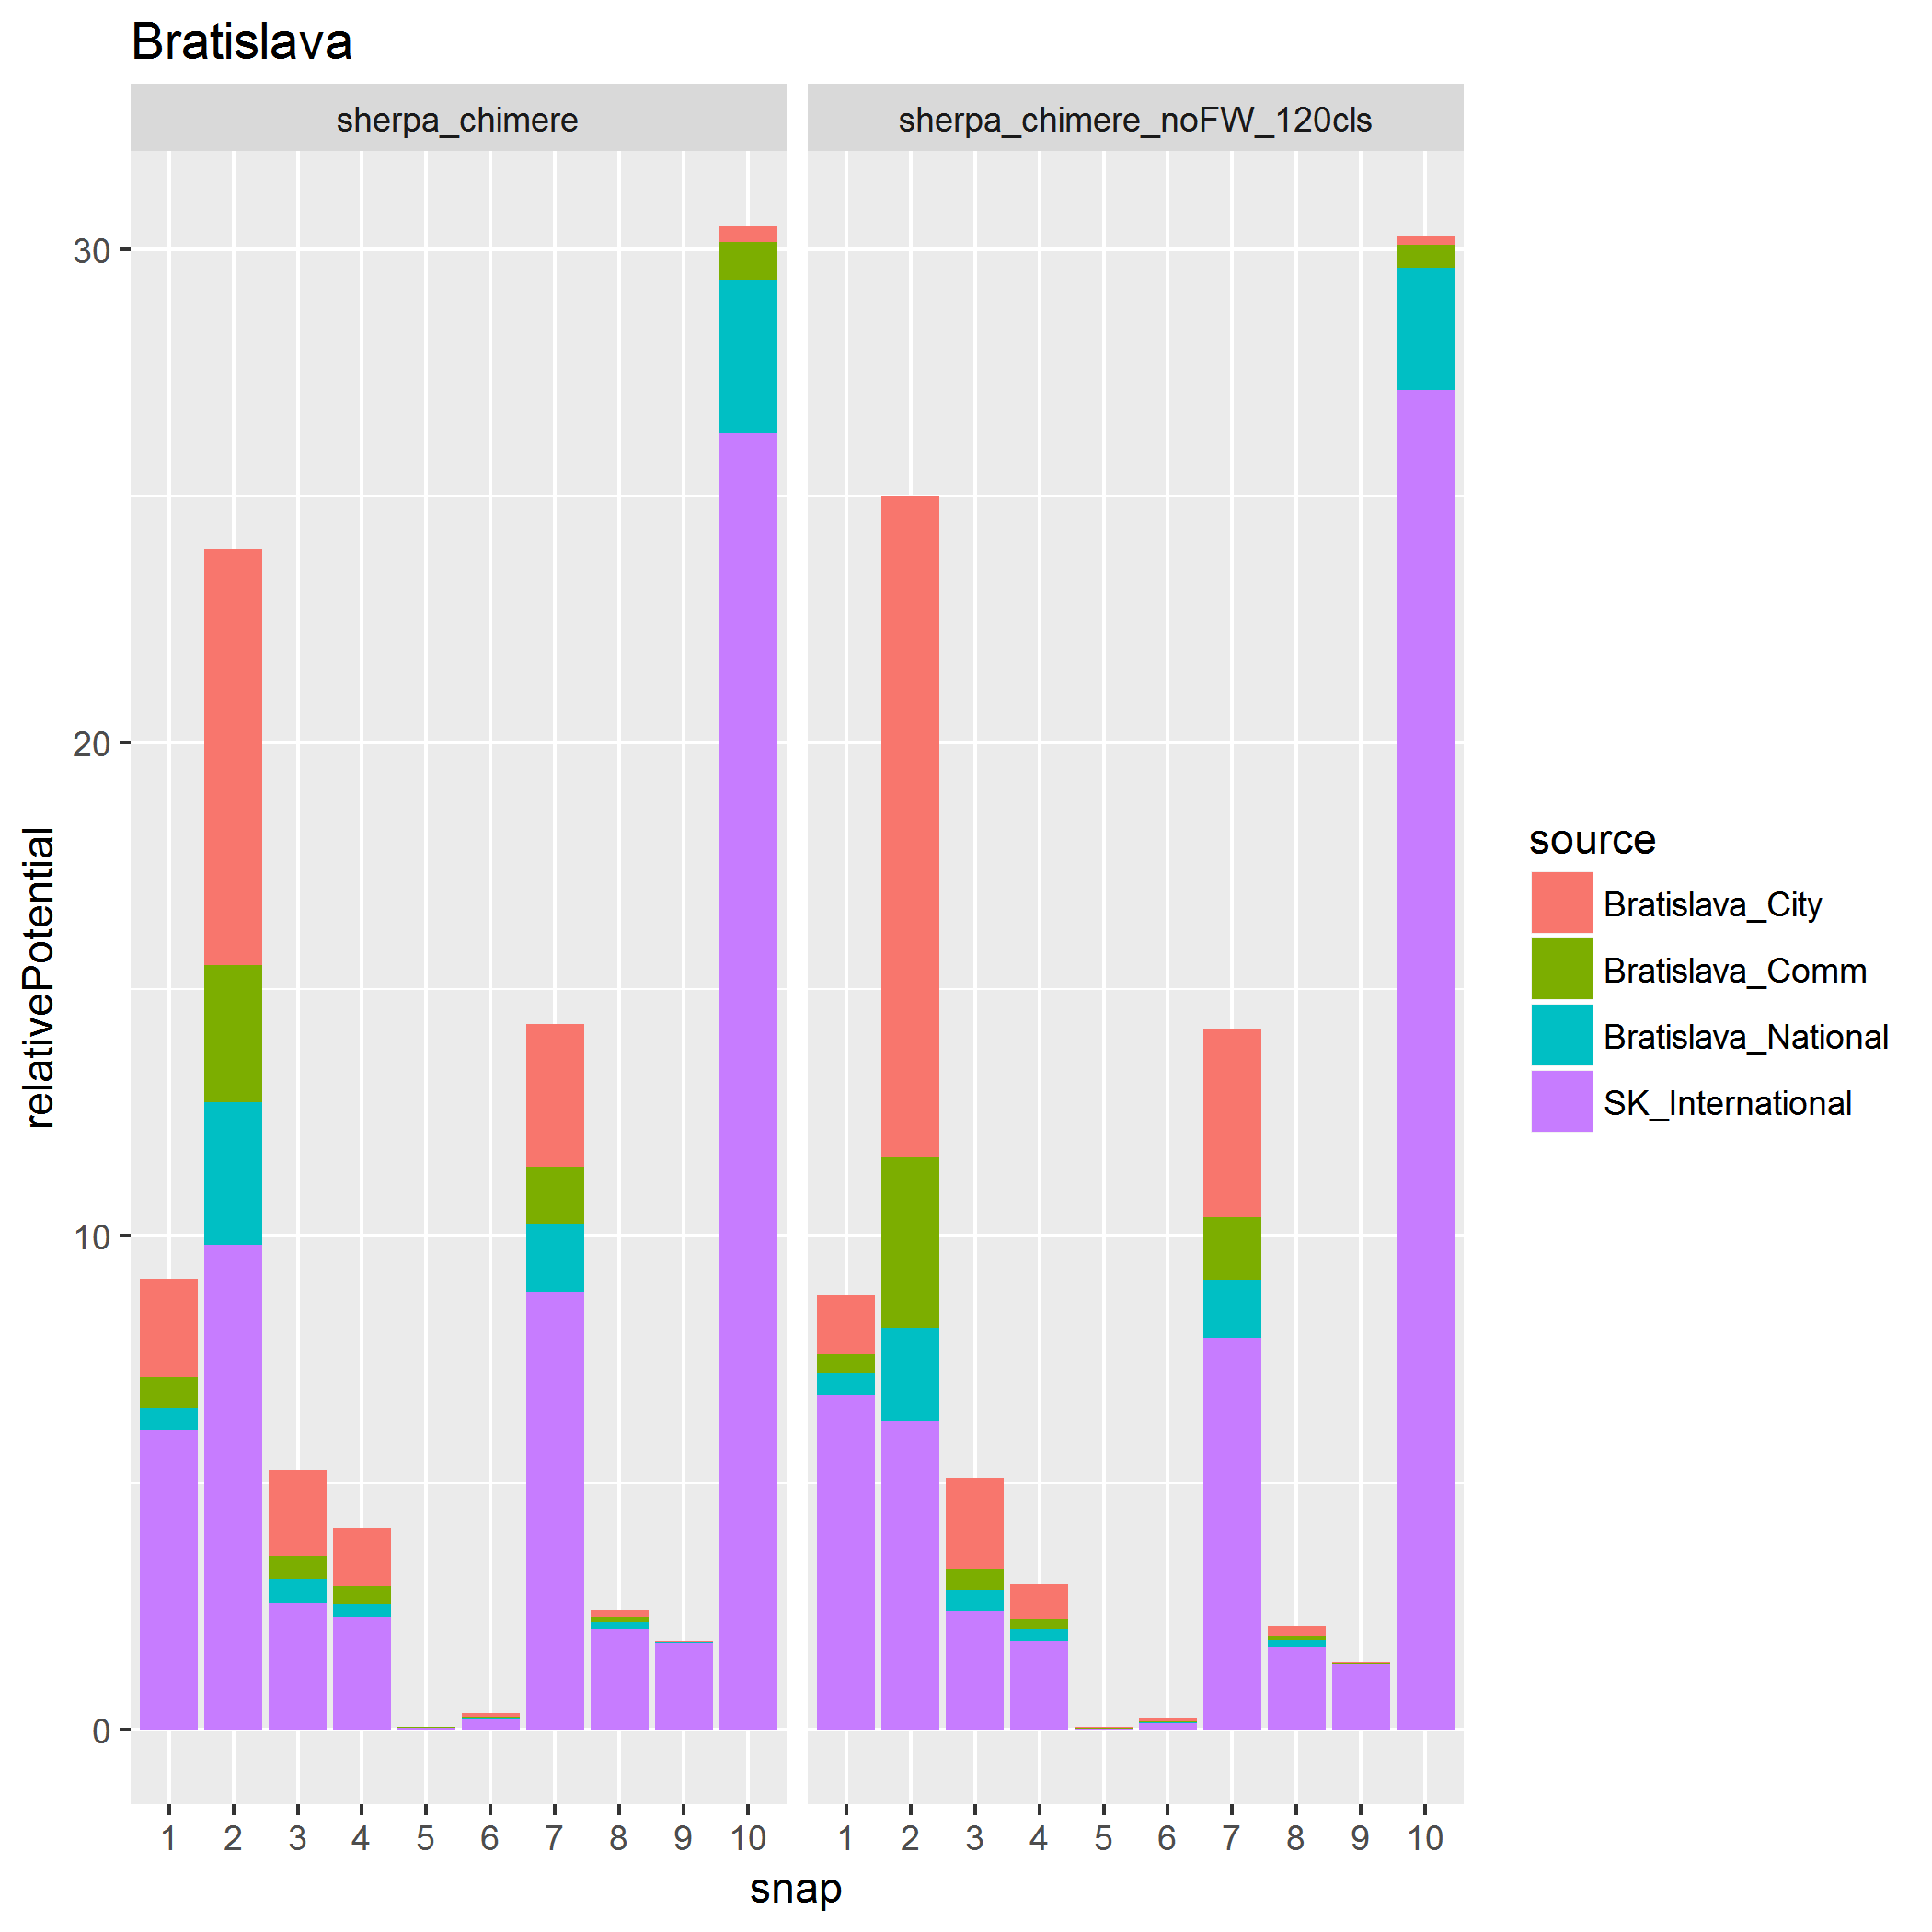 Bratislava
sherpa_chimere
sherpa_chimere_noFW_120cls
30
20
10
0
relativePotential
1 2 3 4 5 6 7 8 9 10
1 2 3 4 5 6 7 8 9 10
snap
source
Bratislava_City
Bratislava_Comm
Bratislava_National
SK_International